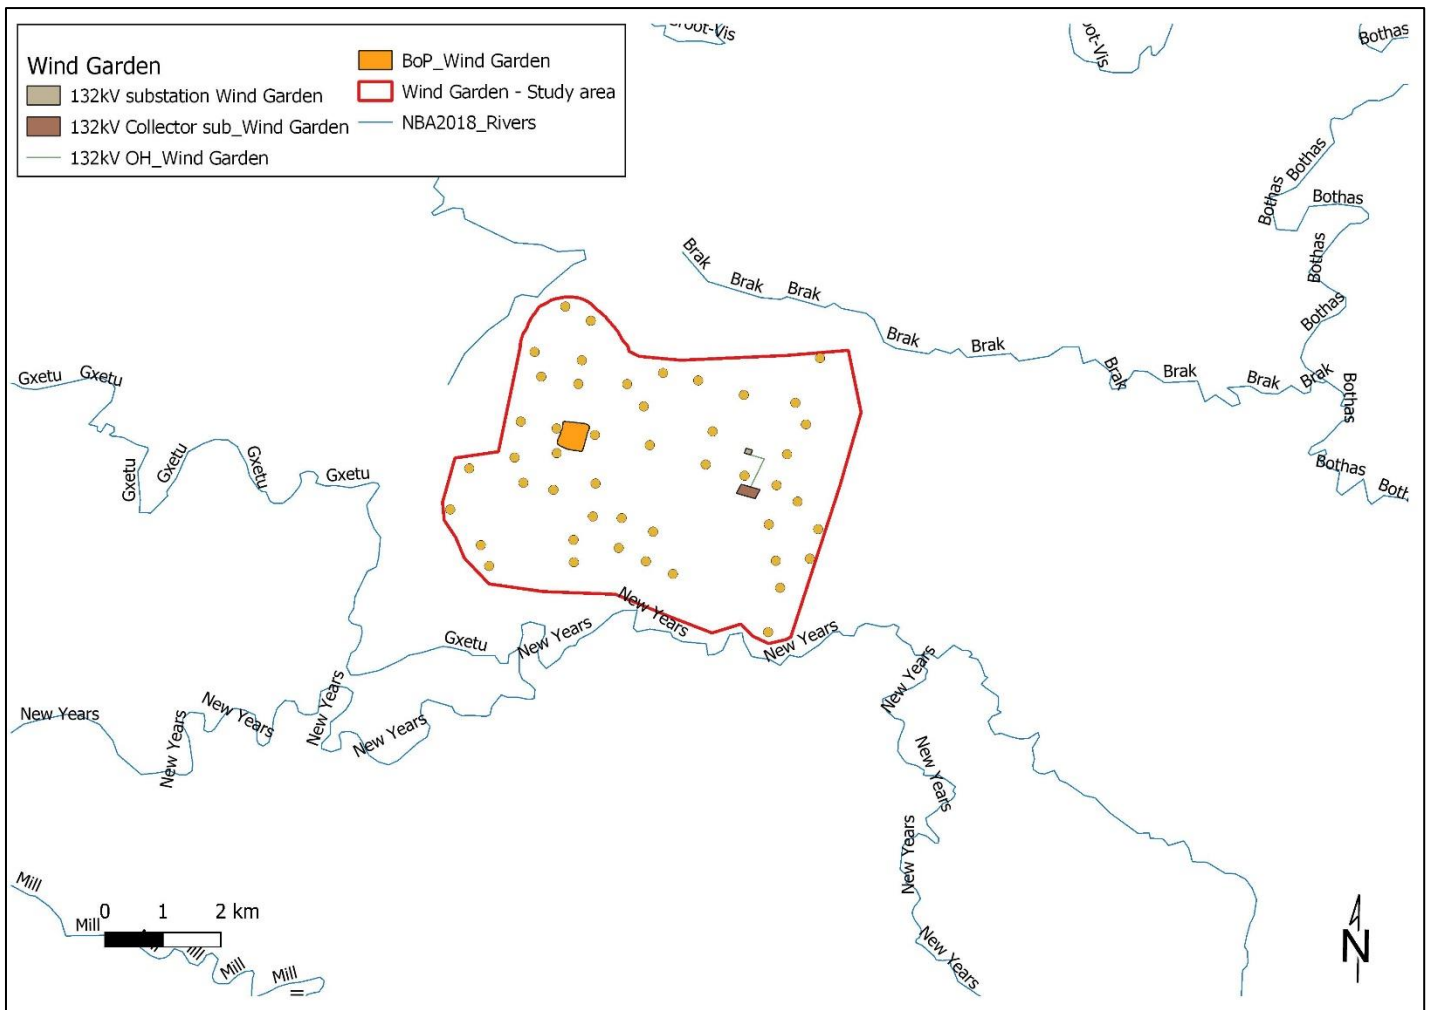 Wind Garden
132kV substation Wind Garden
132kV Collector sub_Wind Garden
132kV OH_Wind Garden
BoP_Wind Garden
Wind Garden - Study area
NBA2018_Rivers
Bothas
Bothas
Bothas
Bothas
Bothas
Bothas
Bothas
Bothas
Brak
Brak
Brak
Brak
Brak
Brak
Brak
Brak
Brak
Gxetu
Gxetu
Gxetu
Gxetu
Gxetu
Gxetu
Gxetu
New Years
New Years
New Years
New Years
New Years
New Years
New Years
New Years
New Years
New Years
New Years
New Years
New Years
Mill
Mill
Mill
Mill
0 1 2 km
N